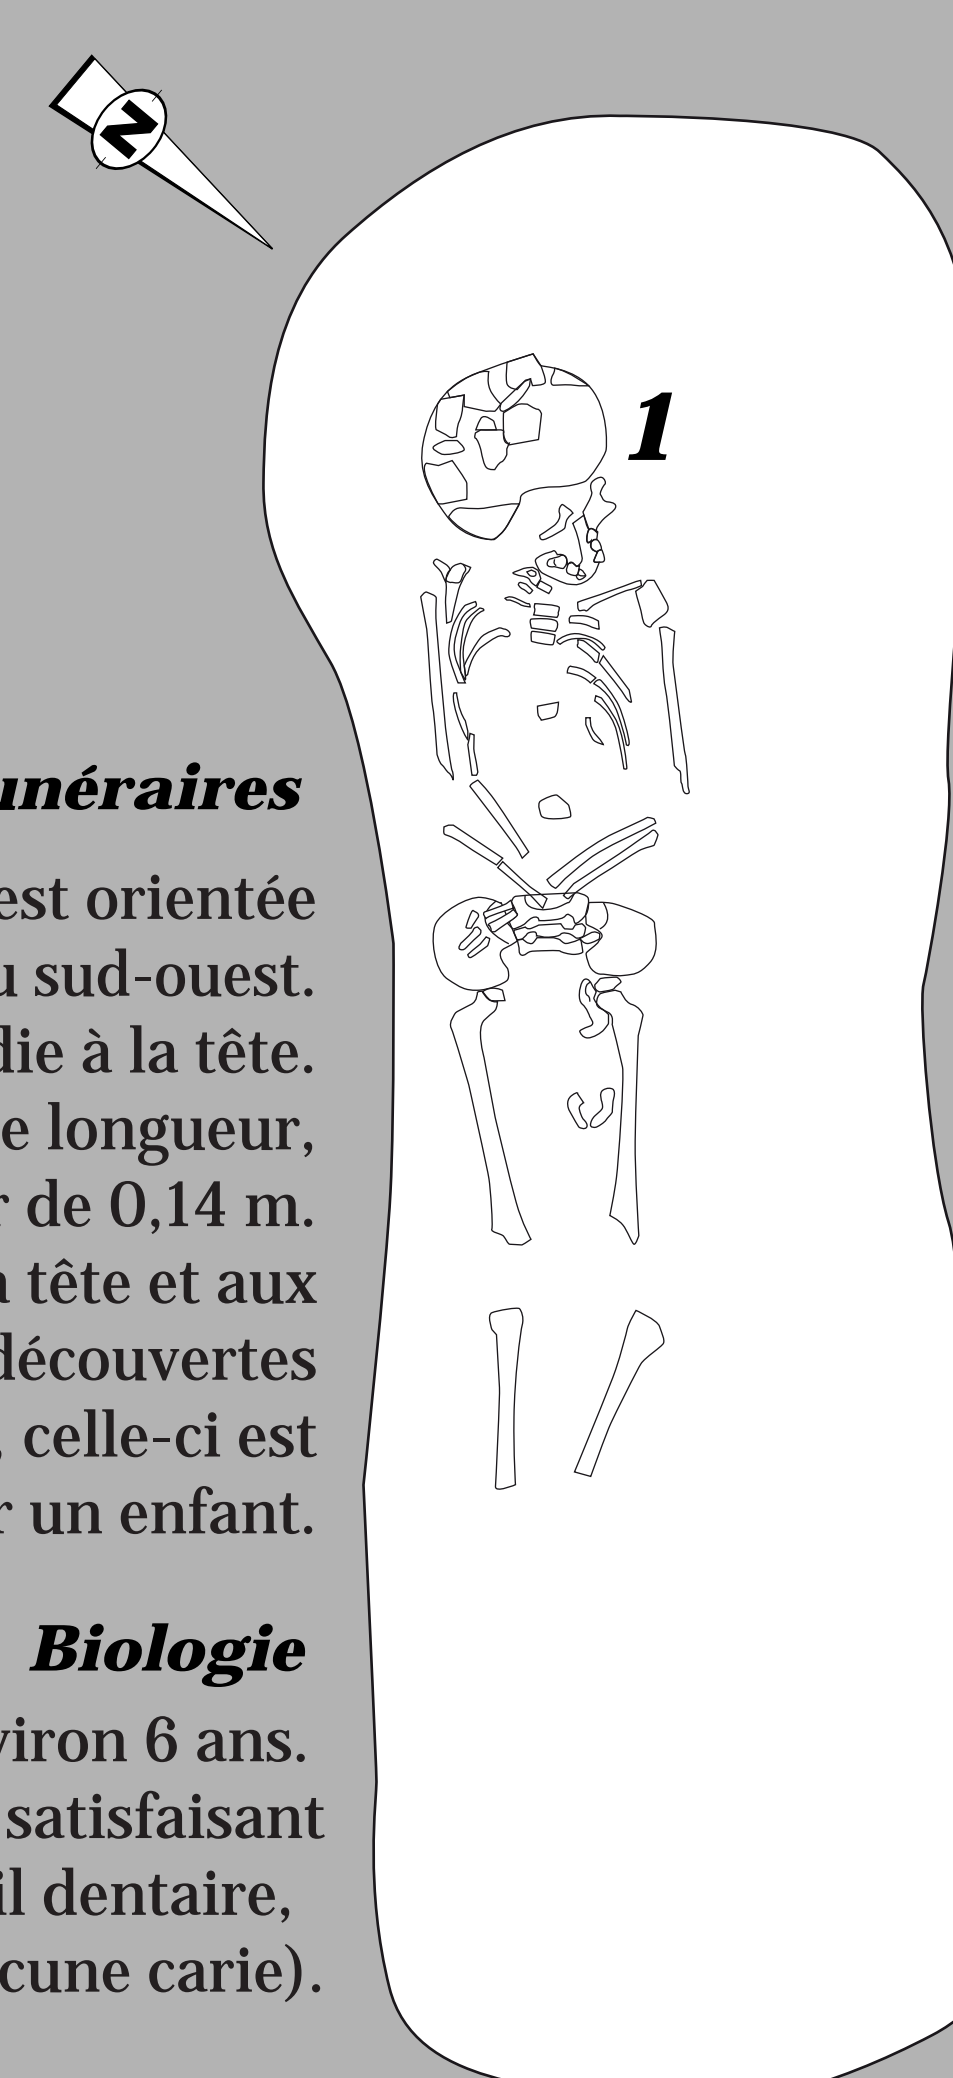 N
1
unéraires
est orientée
u sud-ouest.
die à la tête.
e longueur,
r de 0,14 m.
a tête et aux
découvertes
, celle-ci est
r un enfant.
Biologie
viron 6 ans.
satisfaisant
il dentaire,
cune carie).